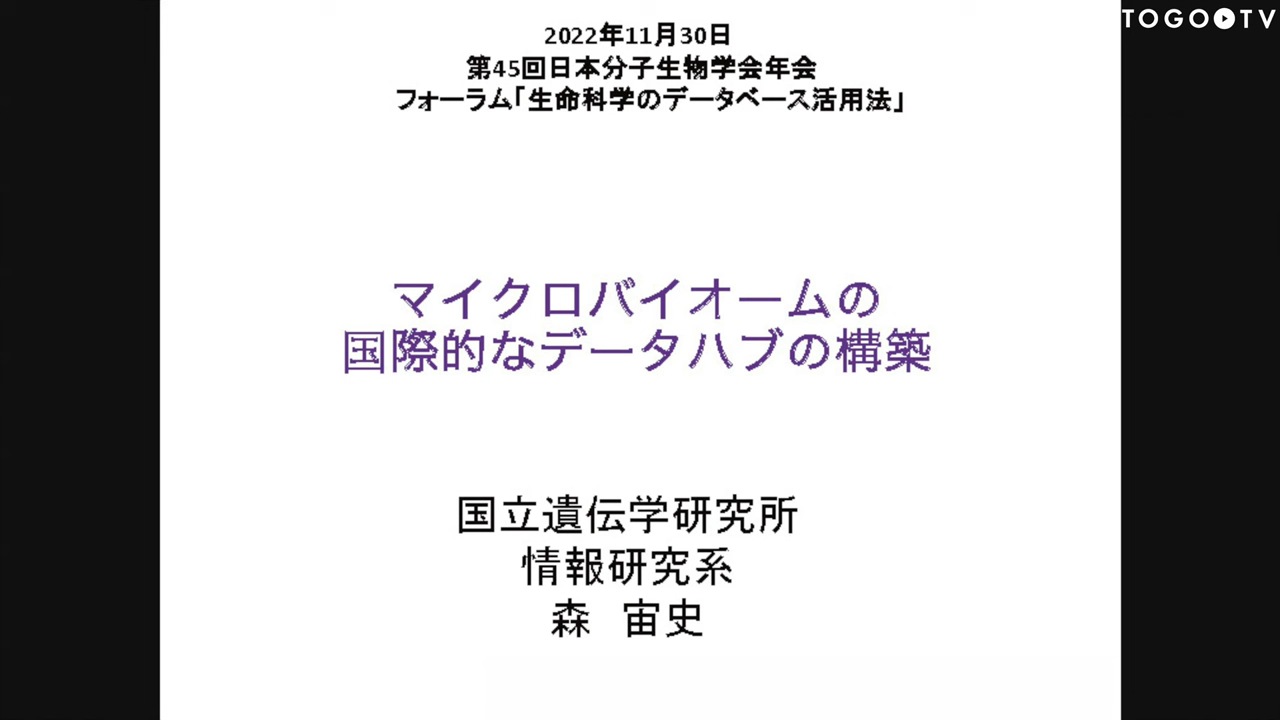 TOGO TV
2022年11月30日
第45回日本分子生物学会年会
フォーラム「生命科学のデータベース活用法」
マイクロバイオームの
国際的なデータハブの構築
国立遺伝学研究所
情報研究系
森　宙史